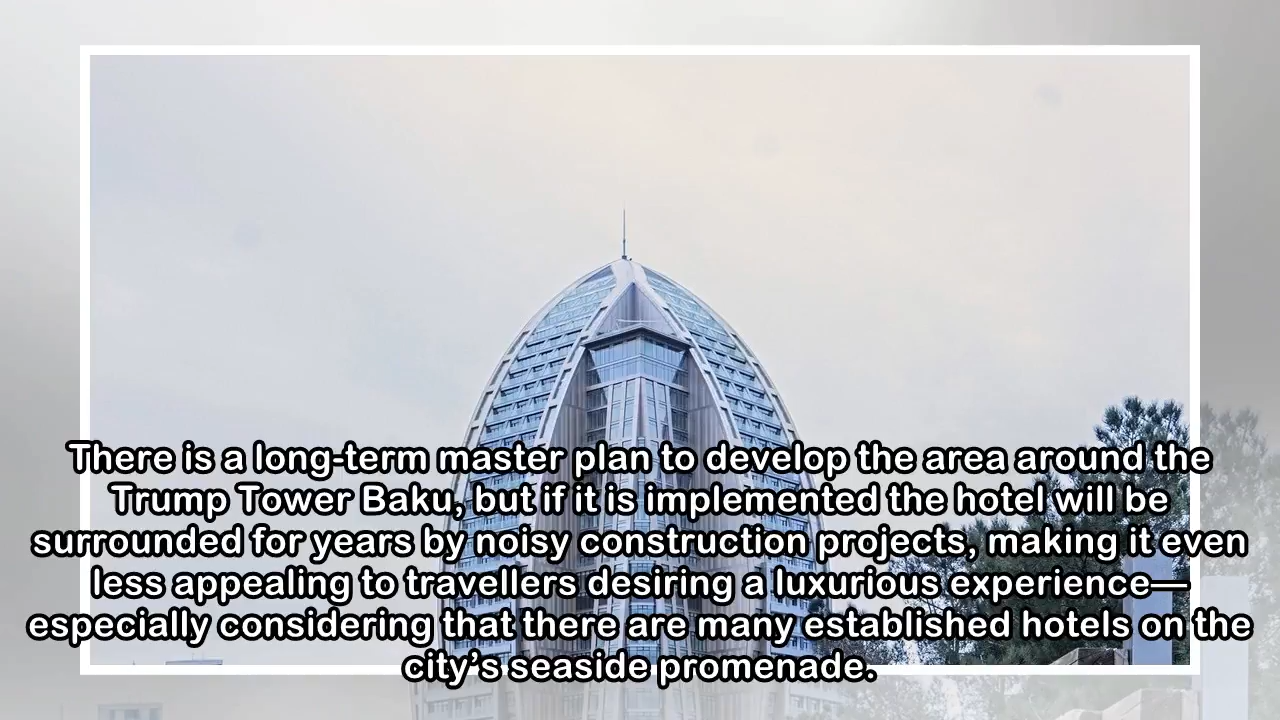 There is a long-term master plan to develop the area around the
Trump Tower Baku, but if it is implemented the hotel will be
surrounded for years by noisy construction projects, making it even
less appealing to travellers desiring a luxurious experience—
especially considering that there are many established hotels on the
city’s seaside promenade.